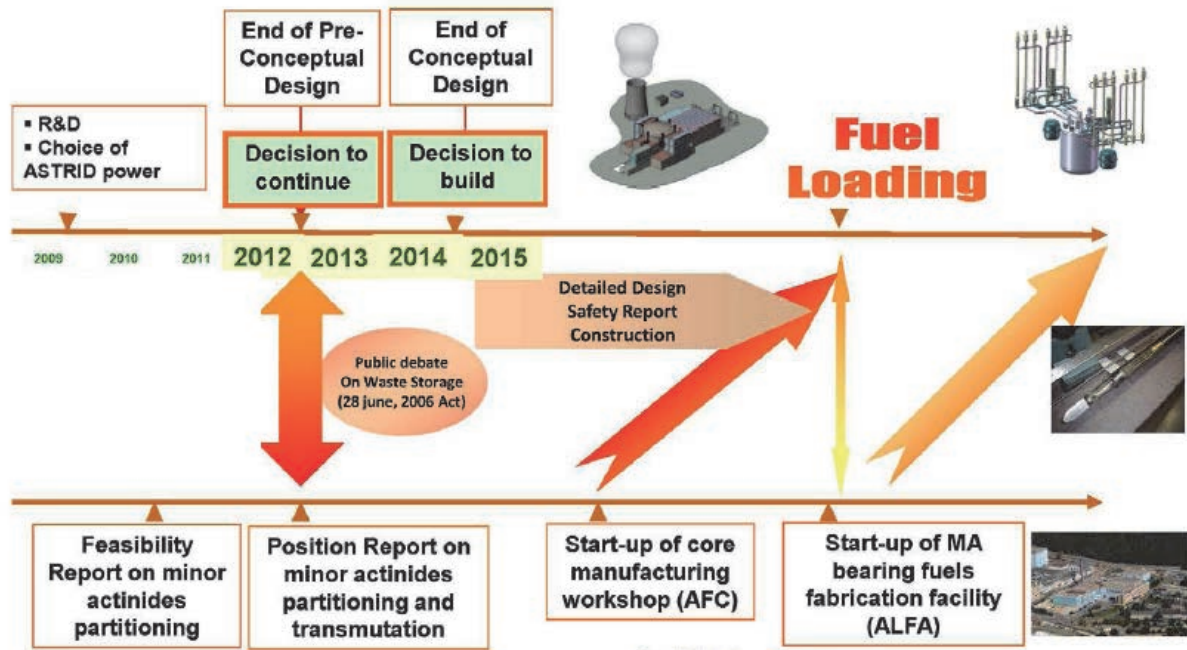 End of Pre-
Conceptual
Design
End of
Conceptual
Design
▪ R&D
▪ Choice of
ASTRID power
Decision to
continue
Decision to
build
Fuel
Loading
2009
2010
2011
2012
2013
2014
2015
Detailed Design
Safety Report
Construction
Public debate
On Waste Storage
(28 june, 2006 Act)
Feasibility
Report on minor
actinides
partitioning
Position Report on
minor actinides
partitioning and
transmutation
Start-up of core
manufacturing
workshop (AFC)
Start-up of MA
bearing fuels
fabrication facility
(ALFA)